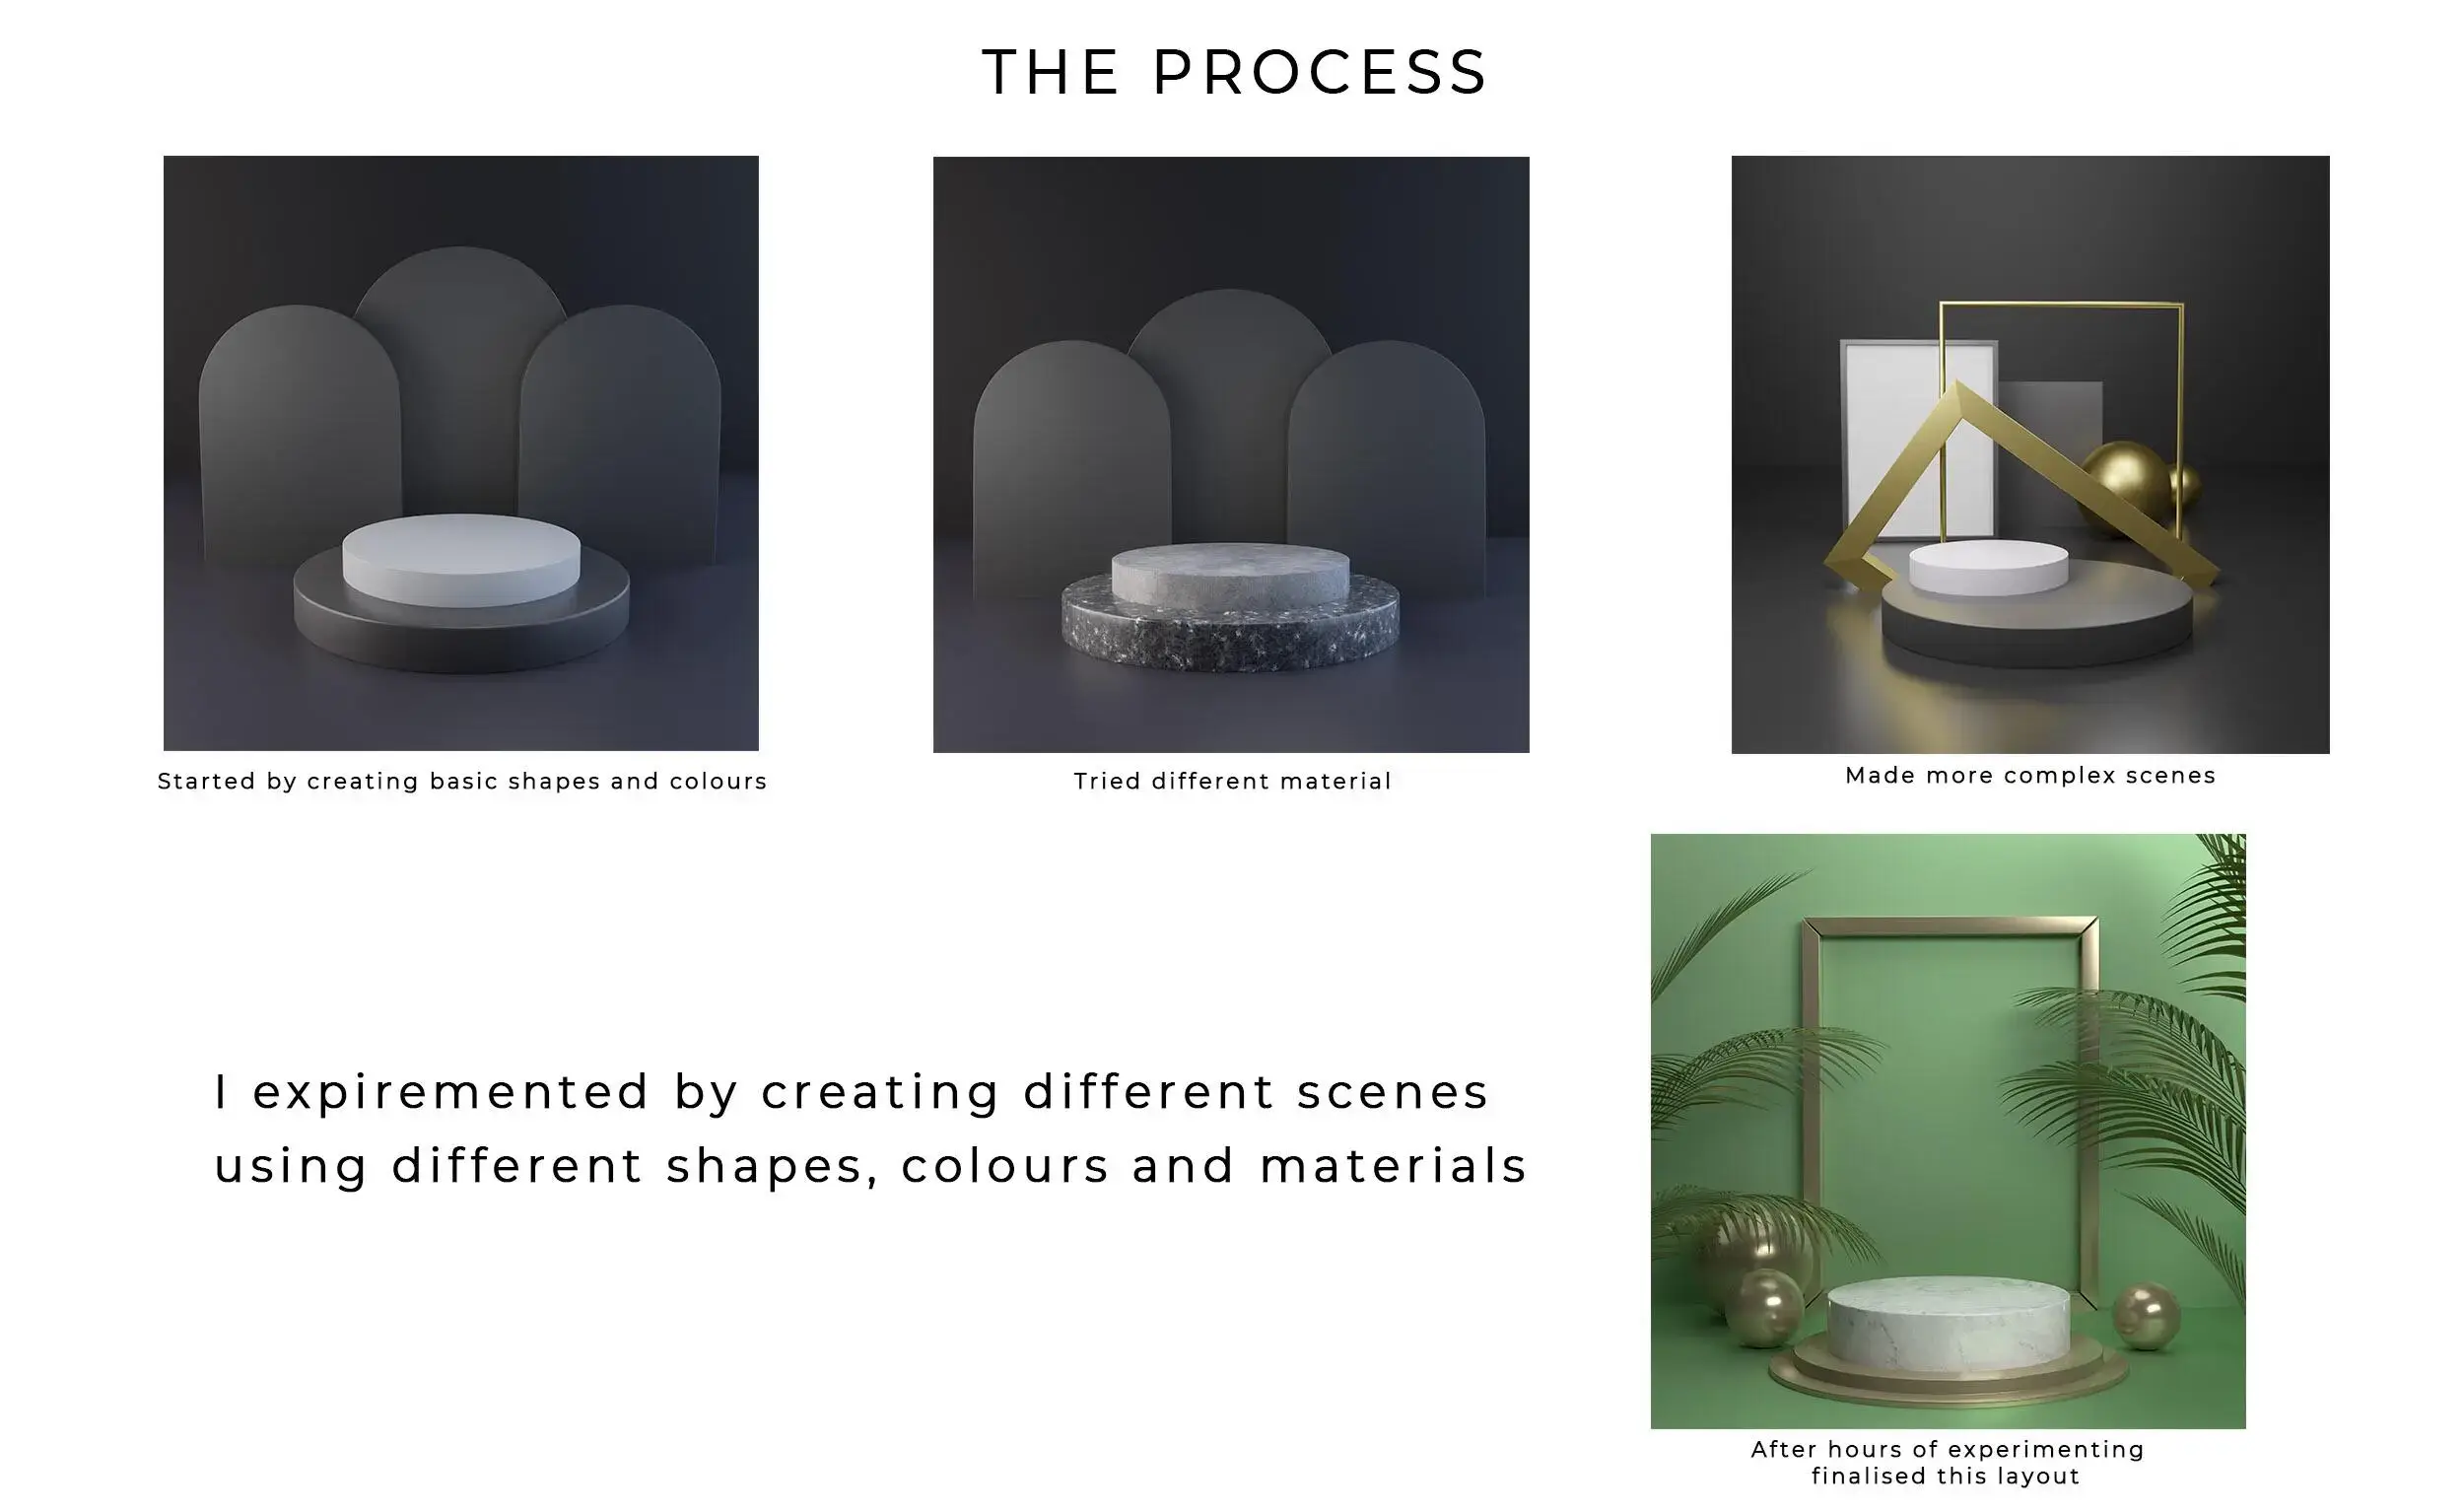 THE PROCESS
Started by creating basic shapes and colours
Tried different material
Made more complex scenes
I expiremented by creating different scenes
using different shapes, colours and materials
After hours of experimenting
finalised this layout